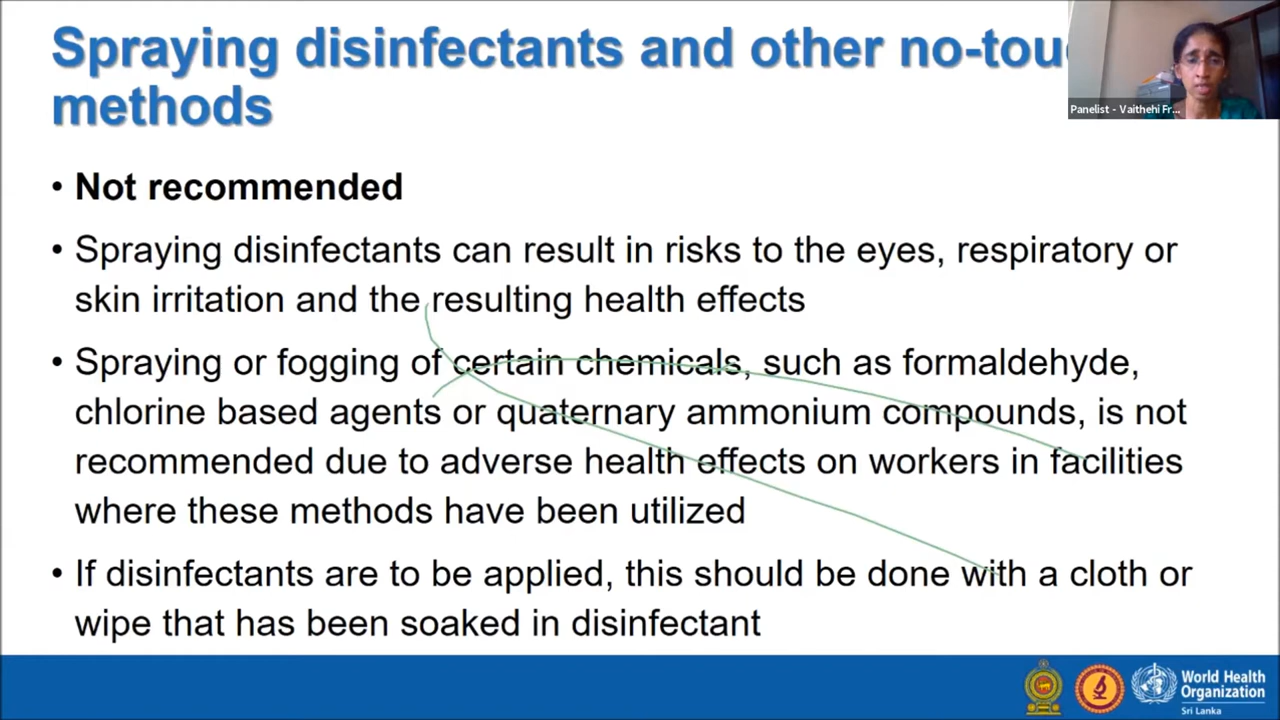 Spraying disinfectants and other no-tou
methods
• Not recommended
• Spraying disinfectants can result in risks to the eyes, respiratory or
skin irritation and the resulting health effects
• Spraying or fogging of certain chemicals, such as formaldehyde,
chlorine based agents or quaternary ammonium compounds, is not
recommended due to adverse health effects on workers in facilities
where these methods have been utilized
• If disinfectants are to be applied, this should be done with a cloth or
wipe that has been soaked in disinfectant
Panelist - Vaithehi Fr...
World Health
Organization
Sri Lanka